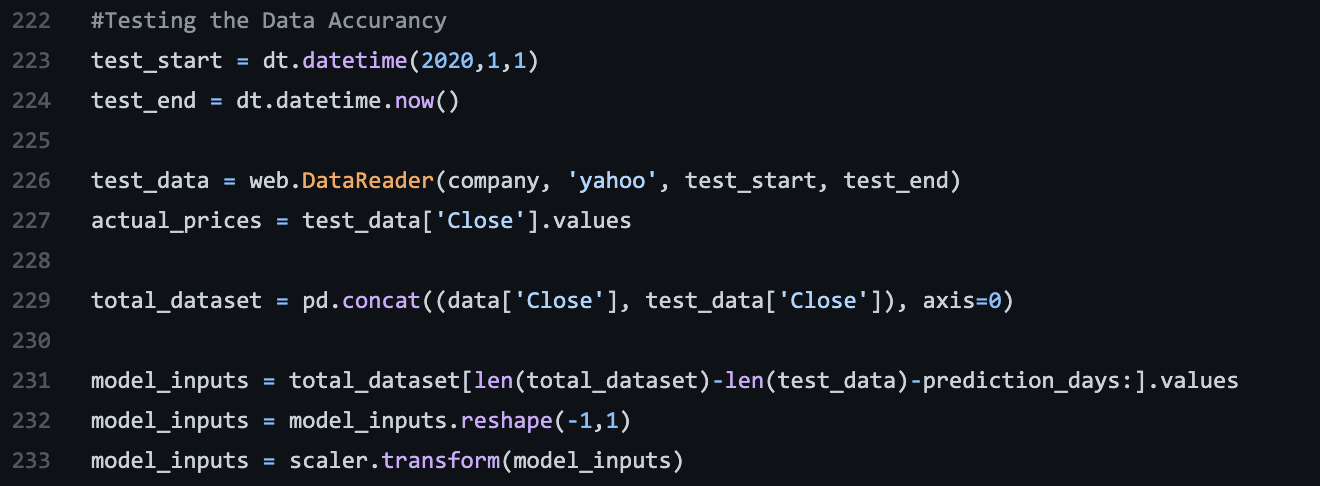 222 #Testing the Data Accurancy
223 test_start = dt.datetime(2020,1,1)
224 test_end = dt.datetime.now()
225
226 test_data = web.DataReader(company, 'yahoo', test_start, test_end)
227 actual_prices = test_data['Close'].values
228
229 total_dataset = pd.concat((data['Close'], test_data['Close']), axis=0)
230
231 model_inputs = total_dataset[len(total_dataset)-len(test_data)-prediction_days:].values
232 model_inputs = model_inputs.reshape(-1,1)
233 model_inputs = scaler.transform(model_inputs)